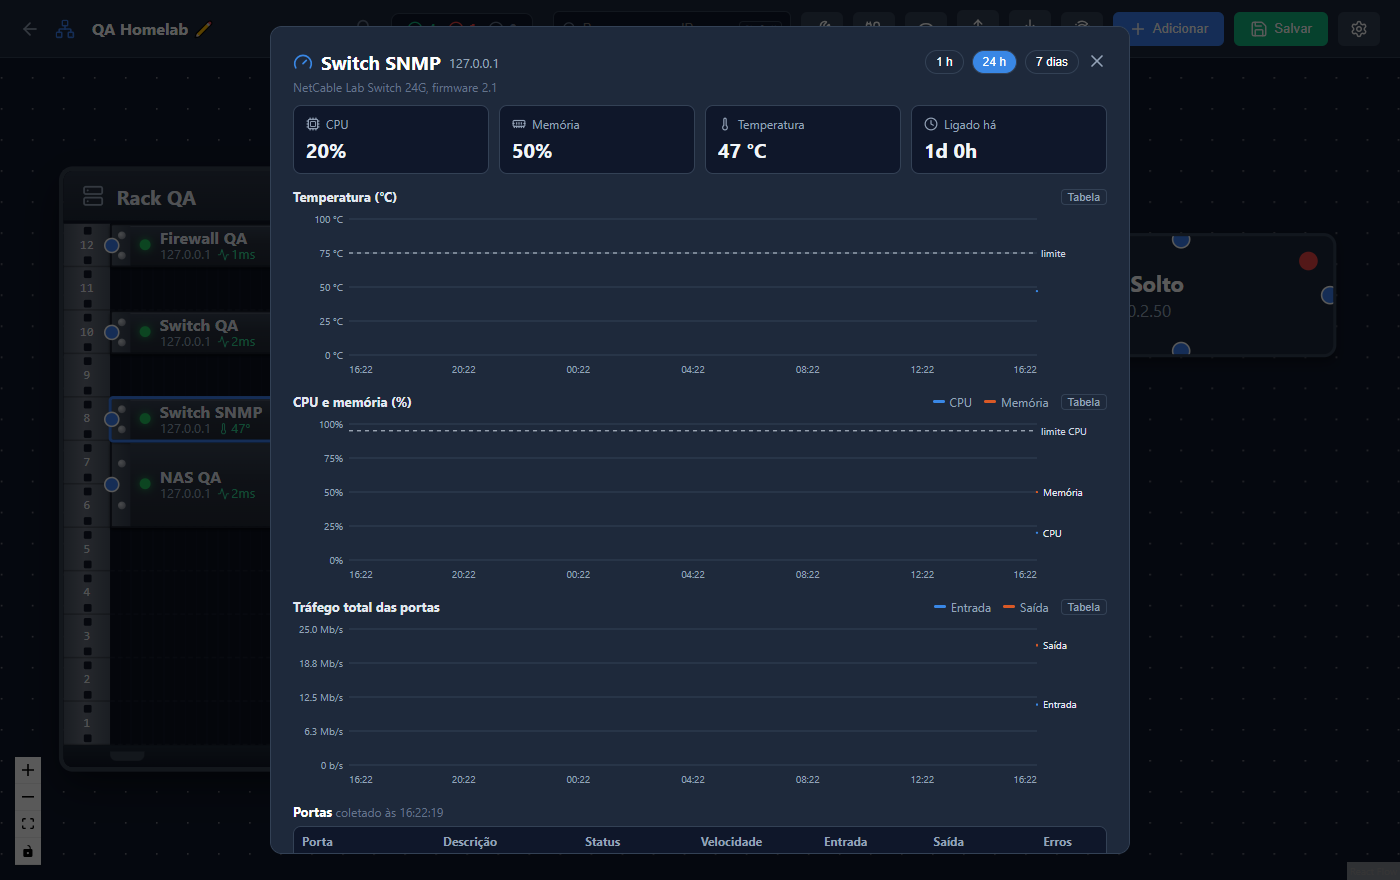 QA Homelab
Adicionar
Salvar
Switch SNMP 127.0.0.1
1 h
24 h
7 dias
NetCable Lab Switch 24G, firmware 2.1
CPU
20%
Memória
50%
Temperatura
47 °C
Ligado há
1d 0h
Rack QA
12
Firewall QA
127.0.0.1 1ms
11
10
Switch QA
127.0.0.1 2ms
9
8
Switch SNMP
127.0.0.1 47°
7
NAS QA
127.0.0.1 2ms
6
5
4
3
2
1
Temperatura (°C)
Tabela
100 °C
75 °C
limite
50 °C
25 °C
0 °C
16:22 20:22 00:22 04:22 08:22 12:22 16:22
CPU e memória (%)
CPU Memória Tabela
100%
limite CPU
75%
50%
Memória
25%
CPU
0%
16:22 20:22 00:22 04:22 08:22 12:22 16:22
Tráfego total das portas
Entrada Saída Tabela
25.0 Mb/s
Saída
18.8 Mb/s
12.5 Mb/s
Entrada
6.3 Mb/s
0 b/s
16:22 20:22 00:22 04:22 08:22 12:22 16:22
Portas coletado às 16:22:19
Porta Descrição Status Velocidade Entrada Saída Erros
Solto
0.2.50